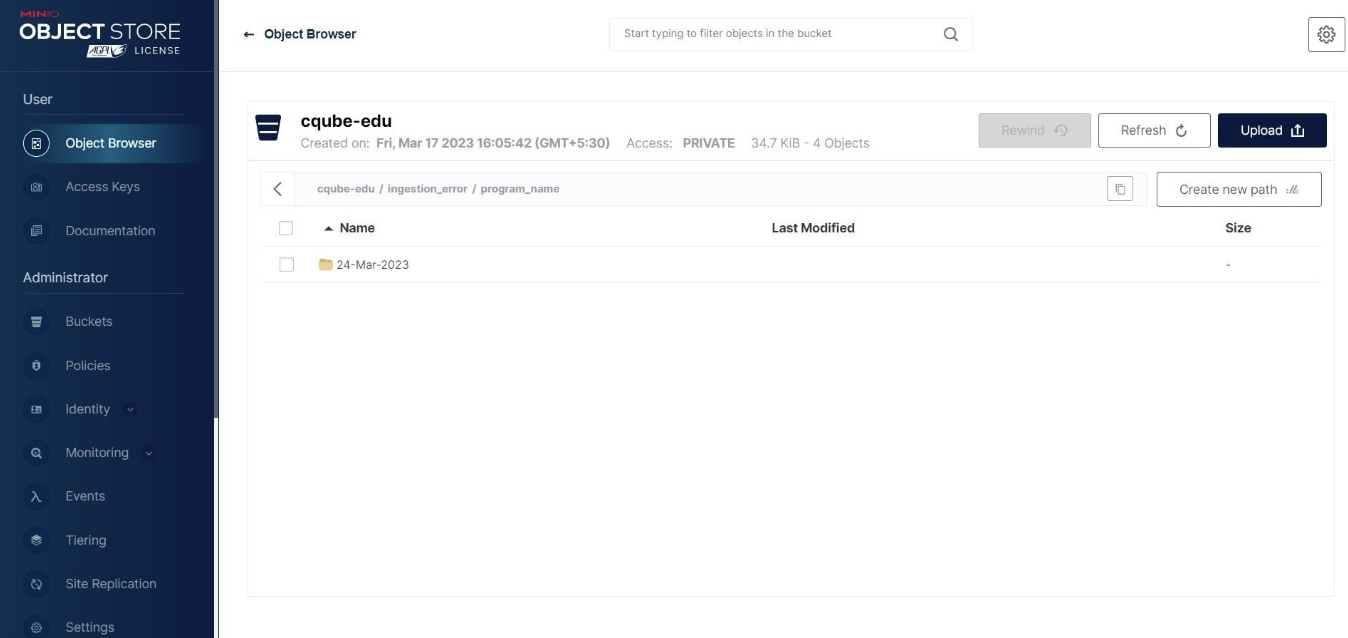 MINIO
OBJECT STORE
AGPLv3 LICENSE
User
Object Browser
Access Keys
Documentation
Administrator
Buckets
Policies
Identity
Monitoring
Events
Tiering
Site Replication
Settings
← Object Browser
Start typing to filter objects in the bucket
cqube-edu
Created on: Fri, Mar 17 2023 16:05:42 (GMT+5:30) Access: PRIVATE 34.7 KiB - 4 Objects
Rewind
Refresh
Upload
cqube-edu / ingestion_error / program_name
Create new path
Name Last Modified Size
24-Mar-2023 -